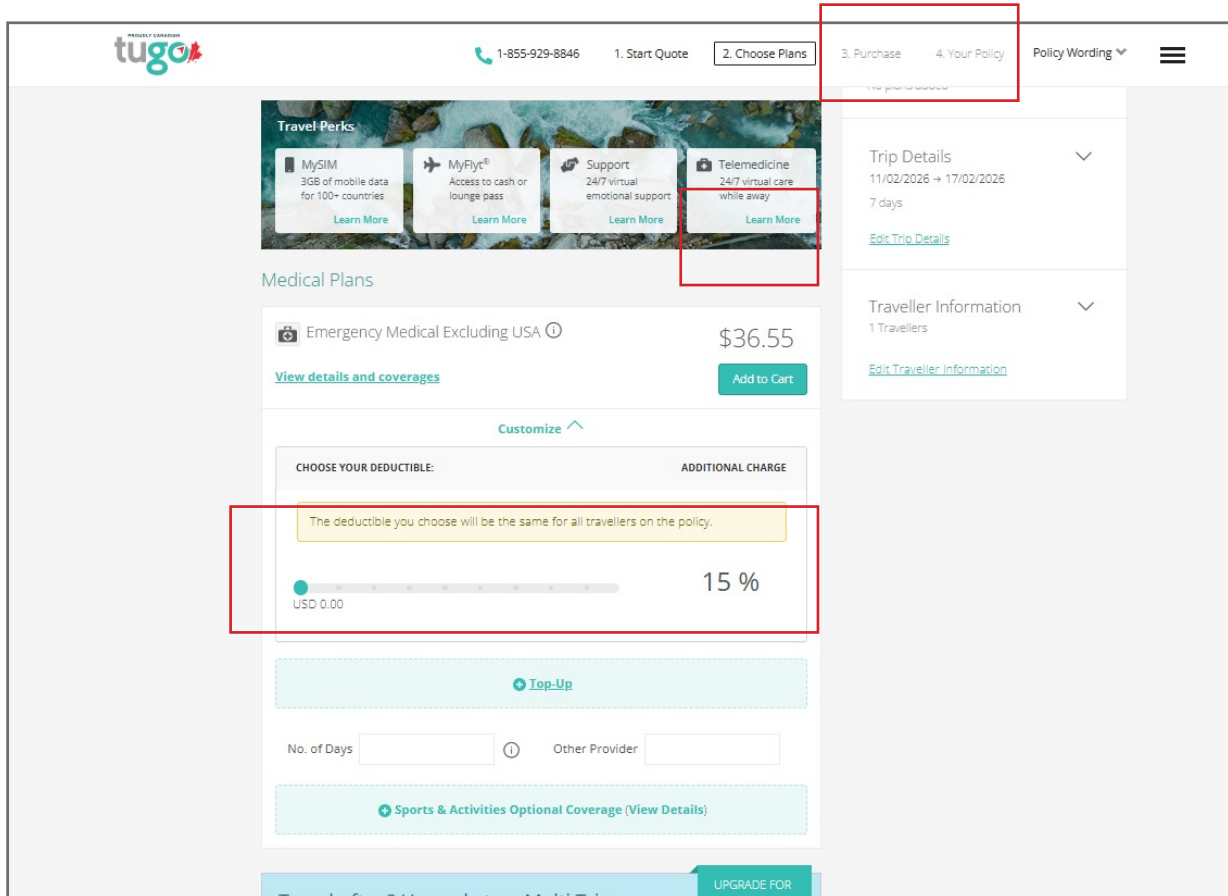 PROUDLY CANADIAN
tugo
1-855-929-8846
1. Start Quote
2. Choose Plans
3. Purchase
4. Your Policy
Policy Wording
No plans added
Travel Perks
MySIM
3GB of mobile data
for 100+ countries
Learn More
MyFlyt®
Access to cash or
lounge pass
Learn More
Support
24/7 virtual
emotional support
Learn More
Telemedicine
24/7 virtual care
while away
Learn More
Trip Details
11/02/2026 → 17/02/2026
7 days
Edit Trip Details
Traveller Information
1 Travellers
Edit Traveller Information
Medical Plans
Emergency Medical Excluding USA
$36.55
View details and coverages
Add to Cart
Customize
CHOOSE YOUR DEDUCTIBLE:
ADDITIONAL CHARGE
The deductible you choose will be the same for all travellers on the policy.
15 %
USD 0.00
Top-Up
No. of Days
Other Provider
Sports & Activities Optional Coverage (View Details)
UPGRADE FOR